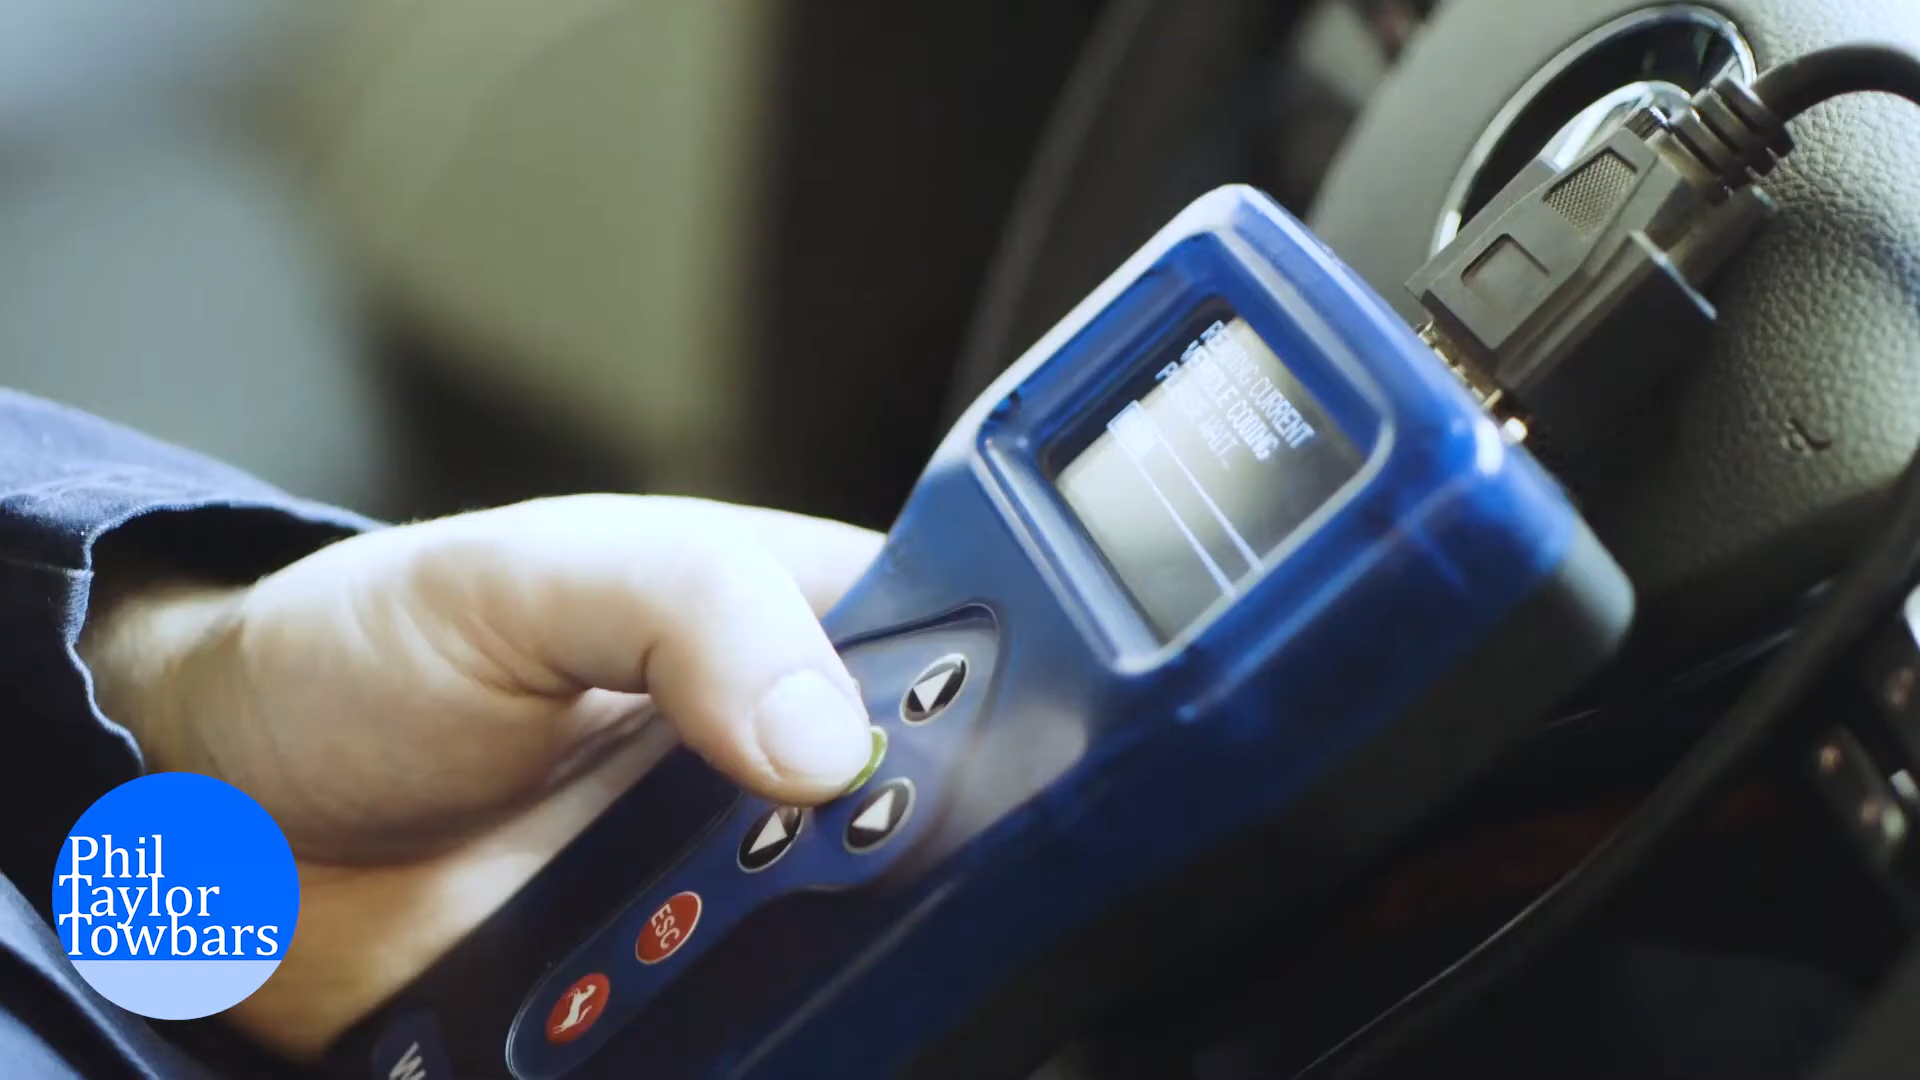 READING CURRENT
VEHICLE CODING
PLEASE WAIT...
ESC
Phil
Taylor
Towbars